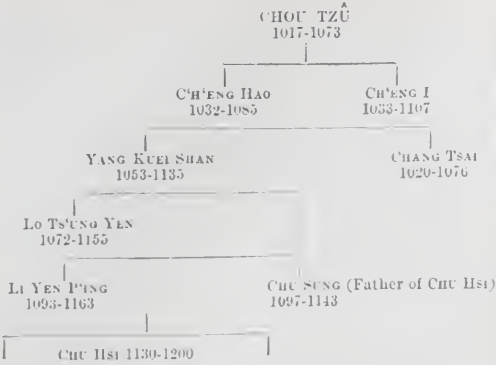 CHOU TZŬ
1017-1073
CH'ENG HAO
1032-1085
CH'ENG I
1033-1107
YANG KUEI SHAN
1053-1135
CHANG TSAI
1020-1076
LO TS'UNG YEN
1072-1155
LI YEN P'ING
1093-1163
CHU SUNG (Father of CHU HSI)
1097-1143
CHU HSI 1130-1200